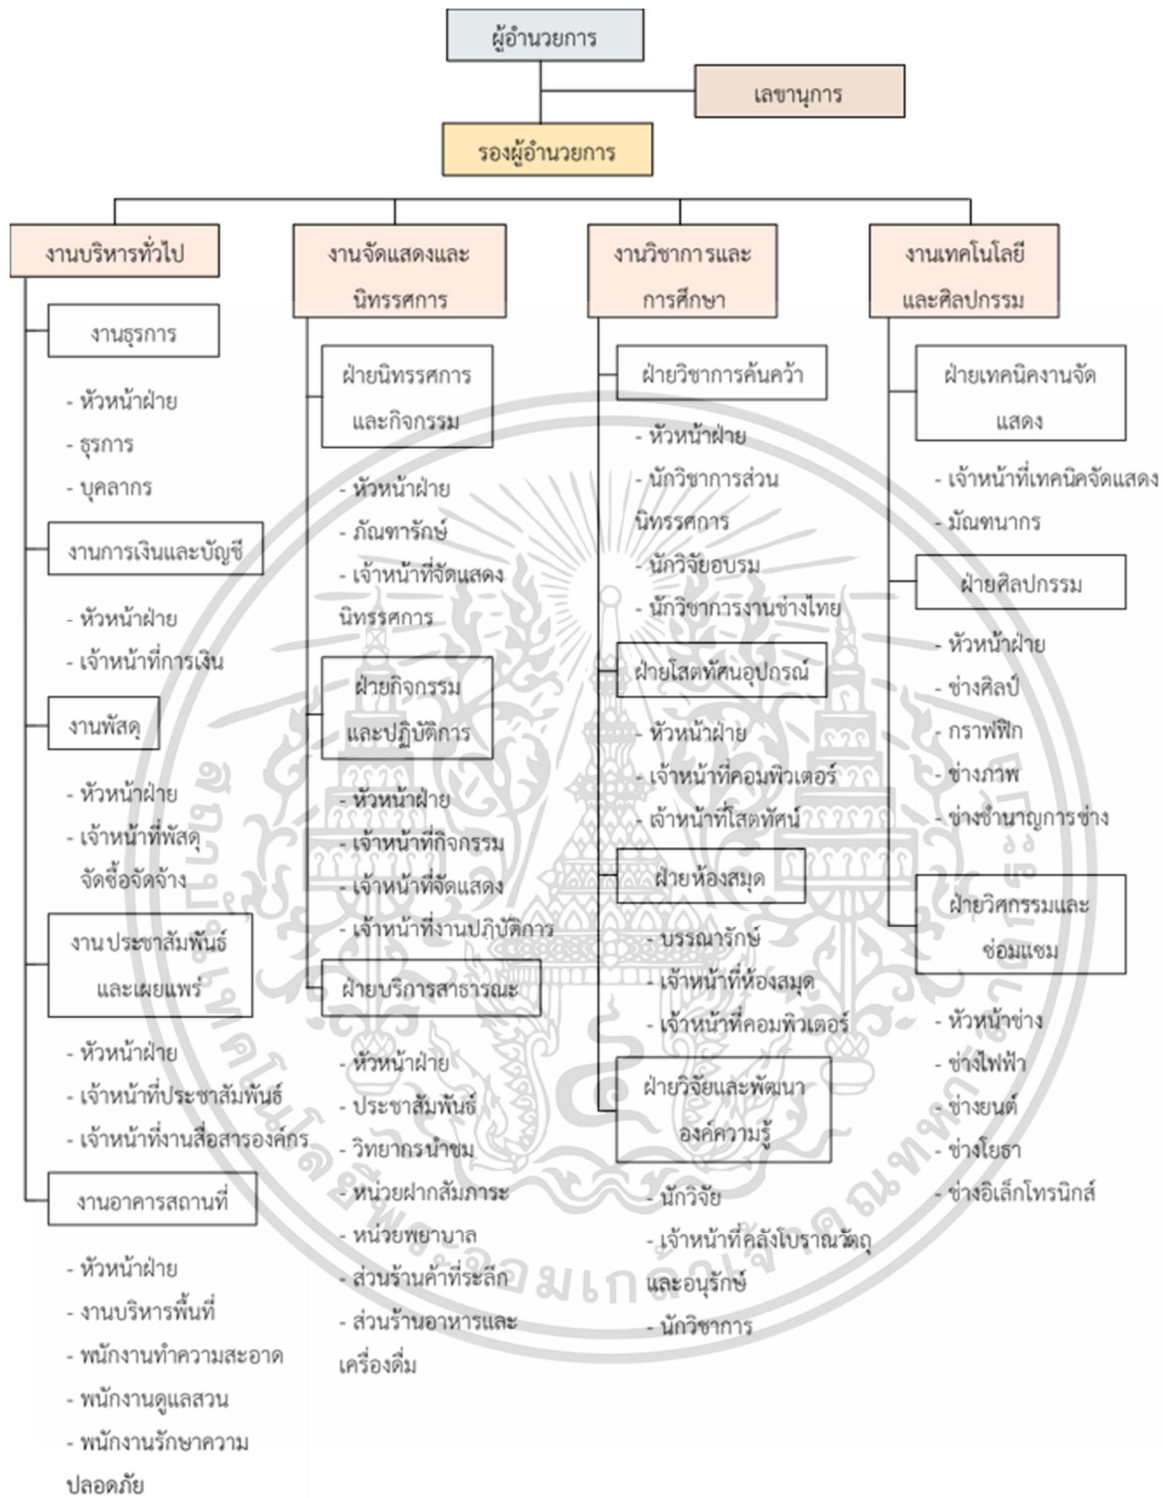 ผู้อำนวยการ
เลขานุการ
รองผู้อำนวยการ
งานบริหารทั่วไป
งานธุรการ
- หัวหน้าฝ่าย
- ธุรการ
- บุคลากร
งานการเงินและบัญชี
- หัวหน้าฝ่าย
- เจ้าหน้าที่การเงิน
งานพัสดุ
- หัวหน้าฝ่าย
- เจ้าหน้าที่พัสดุ
จัดซื้อจัดจ้าง
งานประชาสัมพันธ์
และเผยแพร่
- หัวหน้าฝ่าย
- เจ้าหน้าที่ประชาสัมพันธ์
- เจ้าหน้าที่งานสื่อสารองค์กร
งานอาคารสถานที่
- หัวหน้าฝ่าย
- งานบริหารพื้นที่
- พนักงานทำความสะอาด
- พนักงานดูแลสวน
- พนักงานรักษาความ
ปลอดภัย
งานจัดแสดงและ
นิทรรศการ
ฝ่ายนิทรรศการ
และกิจกรรม
- หัวหน้าฝ่าย
- ภัณฑารักษ์
- เจ้าหน้าที่จัดแสดง
นิทรรศการ
ฝ่ายกิจกรรม
และปฏิบัติการ
- หัวหน้าฝ่าย
- เจ้าหน้าที่กิจกรรม
- เจ้าหน้าที่จัดแสดง
- เจ้าหน้าที่งานปฏิบัติการ
ฝ่ายบริการสาธารณะ
- หัวหน้าฝ่าย
- ประชาสัมพันธ์
- วิทยากรนำชม
- หน่วยฝากสัมภาระ
- หน่วยพยาบาล
- ส่วนร้านค้าที่ระลึก
- ส่วนร้านอาหารและ
เครื่องดื่ม
งานวิชาการและ
การศึกษา
ฝ่ายวิชาการค้นคว้า
- หัวหน้าฝ่าย
- นักวิชาการส่วน
นิทรรศการ
- นักวิจัยอบรม
- นักวิชาการงานช่างไทย
ฝ่ายโสตทัศนอุปกรณ์
- หัวหน้าฝ่าย
- เจ้าหน้าที่คอมพิวเตอร์
- เจ้าหน้าที่โสตทัศน์
ฝ่ายห้องสมุด
- บรรณารักษ์
- เจ้าหน้าที่ห้องสมุด
- เจ้าหน้าที่คอมพิวเตอร์
ฝ่ายวิจัยและพัฒนา
องค์ความรู้
- นักวิจัย
- เจ้าหน้าที่คลังโบราณวัตถุ
และอนุรักษ์
- นักวิชาการ
งานเทคโนโลยี
และศิลปกรรม
ฝ่ายเทคนิคงานจัด
แสดง
- เจ้าหน้าที่เทคนิคจัดแสดง
- มัณฑนากร
ฝ่ายศิลปกรรม
- หัวหน้าฝ่าย
- ช่างศิลป์
- กราฟฟิก
- ช่างภาพ
- ช่างชำนาญการช่าง
ฝ่ายวิศกรรมและ
ซ่อมแซม
- หัวหน้าช่าง
- ช่างไฟฟ้า
- ช่างยนต์
- ช่างโยธา
- ช่างอิเล็กโทรนิกส์
สถาบันเทคโนโลยีพระจอมเกล้าเจ้าคุณทหารลาดกระบัง